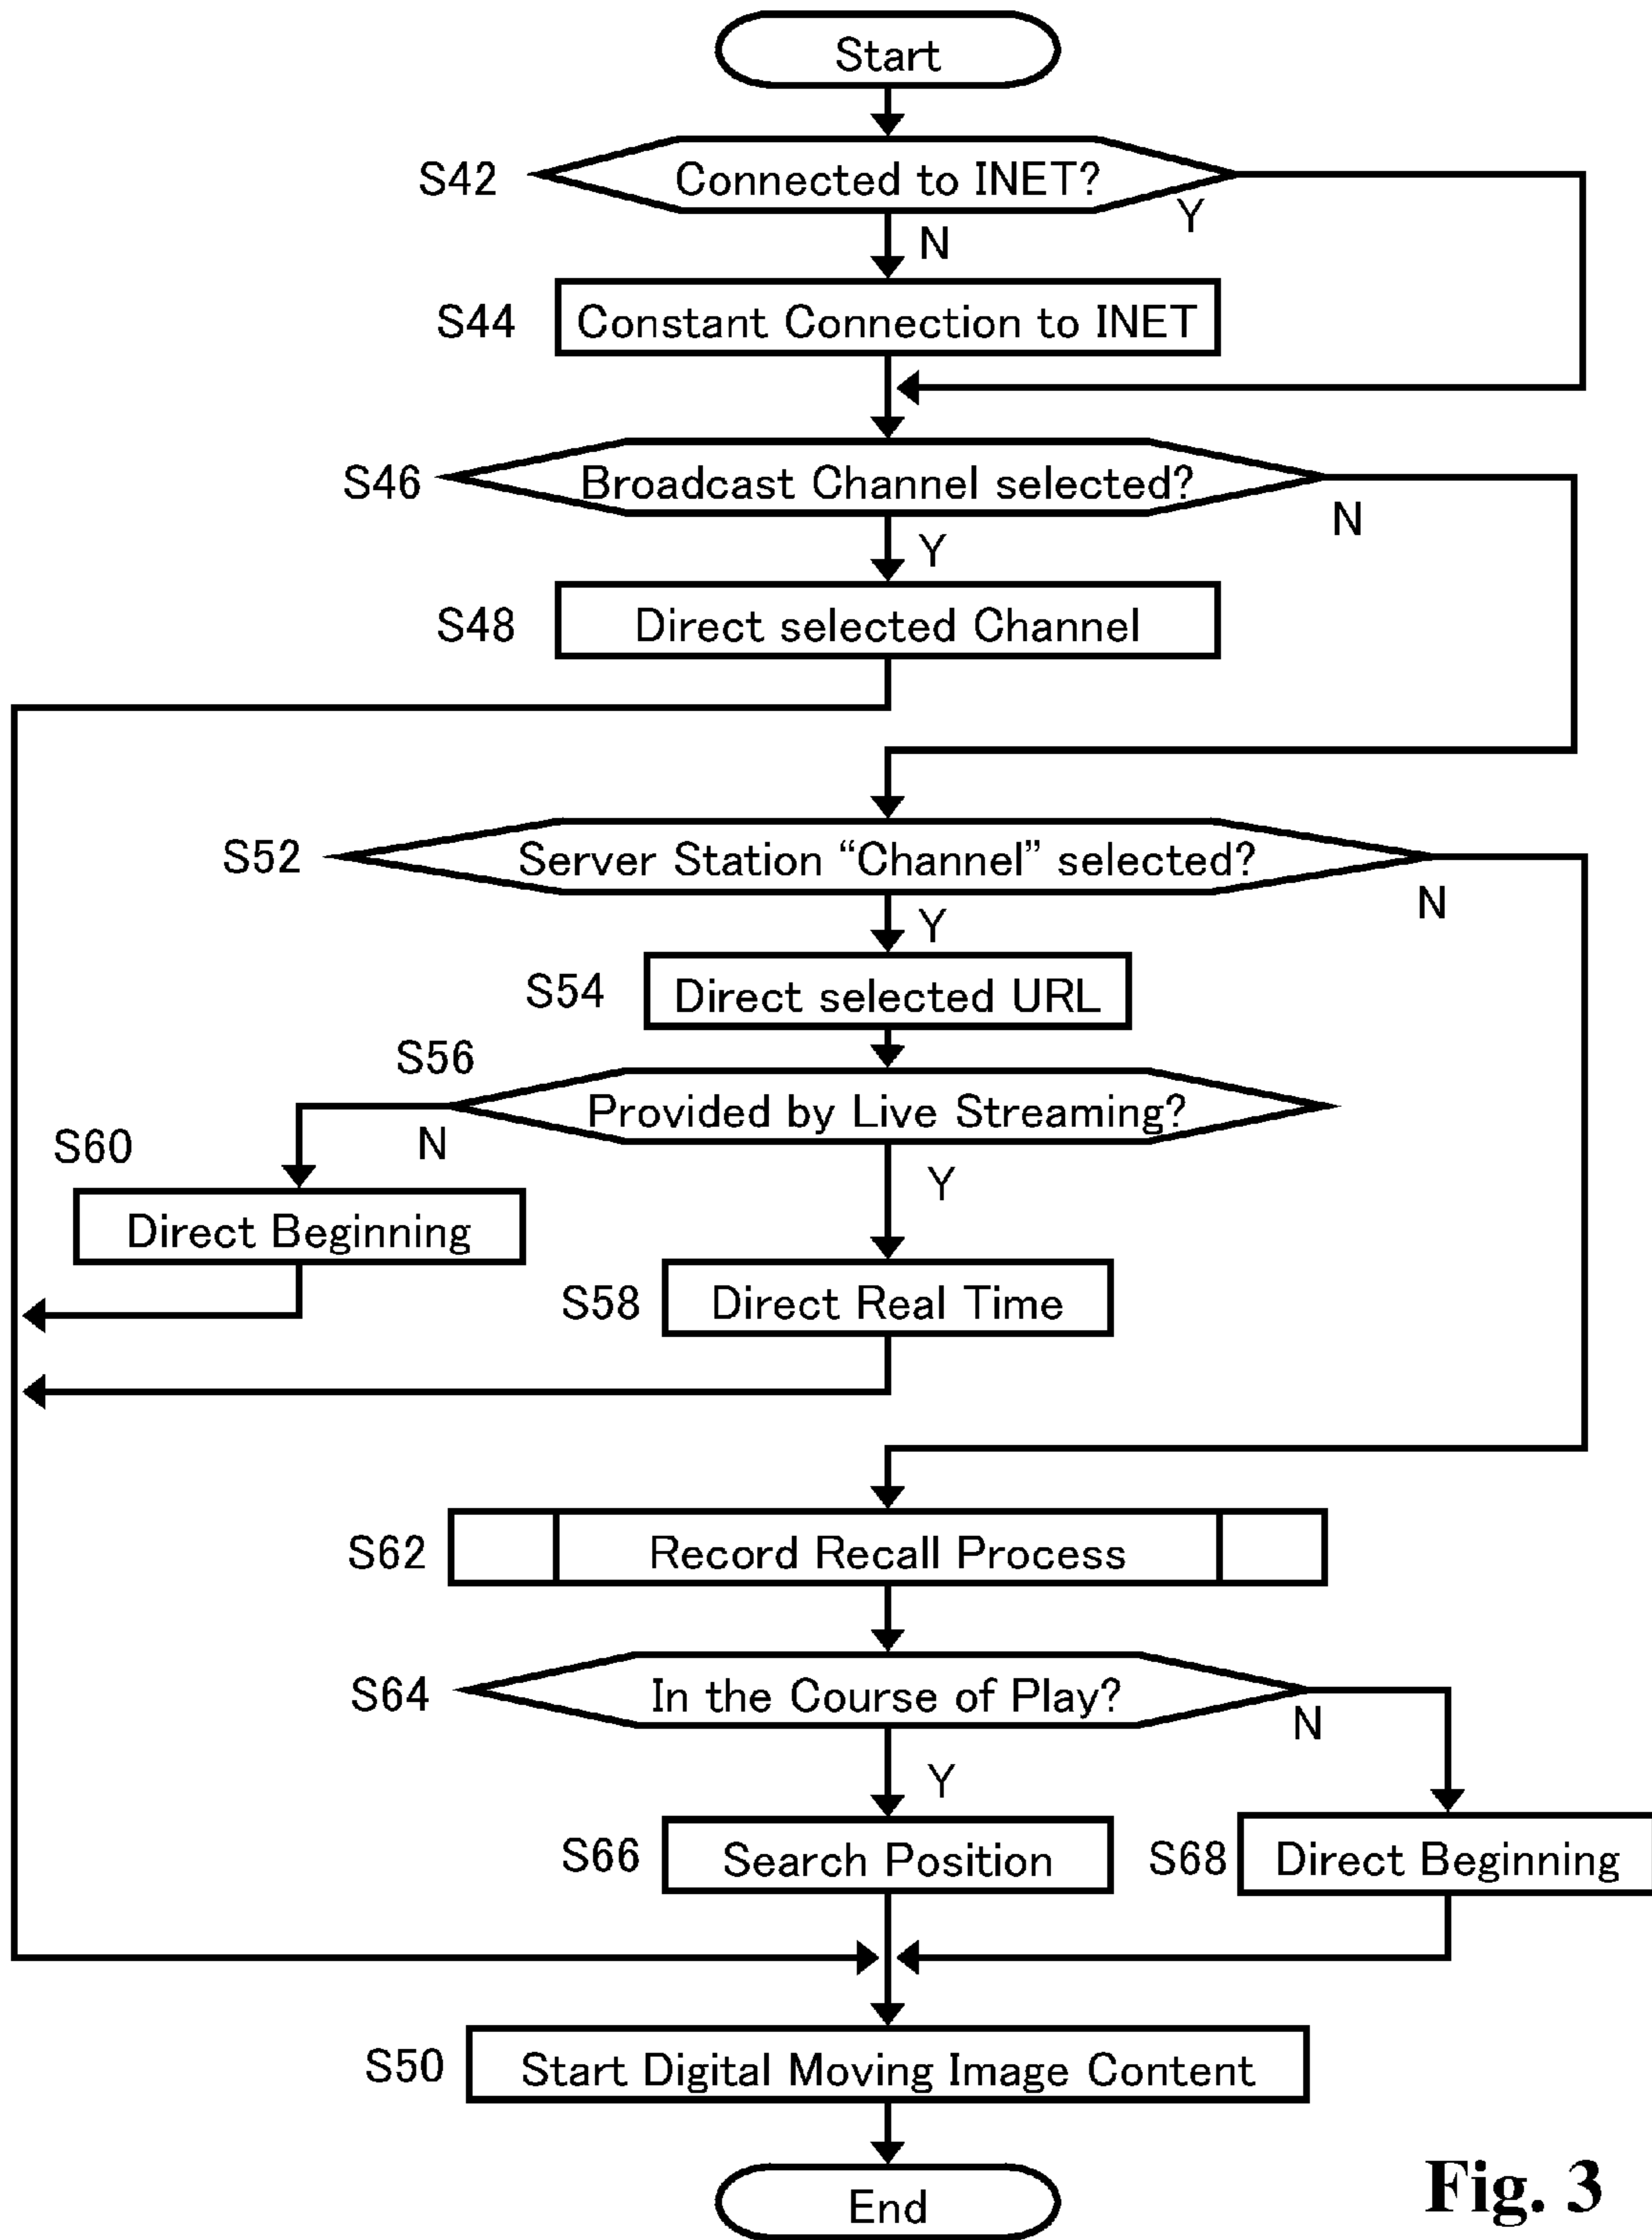 Start
S42
Connected to INET?
Y
N
S44
Constant Connection to INET
S46
Broadcast Channel selected?
N
Y
S48
Direct selected Channel
S52
Server Station “Channel” selected?
N
Y
S54
Direct selected URL
S56
Provided by Live Streaming?
S60
N
Y
Direct Beginning
S58
Direct Real Time
S62
Record Recall Process
S64
In the Course of Play?
N
Y
S66
Search Position
S68
Direct Beginning
S50
Start Digital Moving Image Content
End
Fig. 3